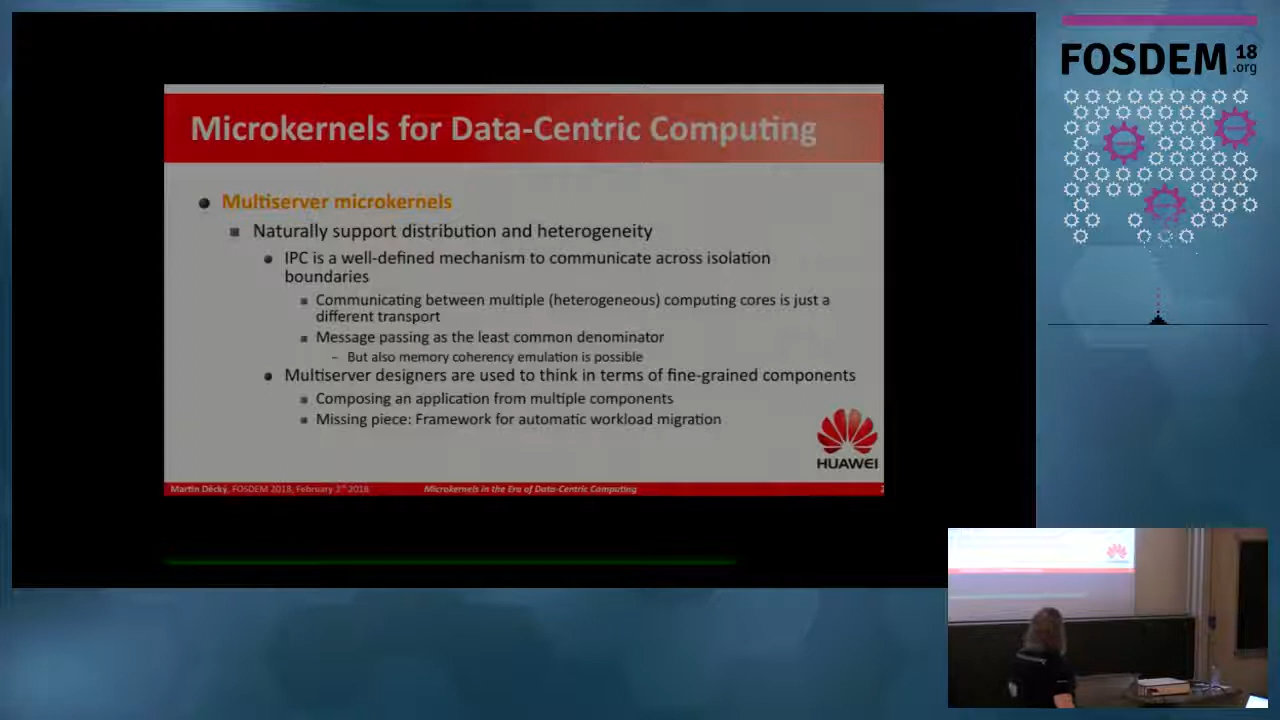 FOSDEM 18
.org
Microkernels for Data-Centric Computing
Multiserver microkernels
Naturally support distribution and heterogeneity
IPC is a well-defined mechanism to communicate across isolation
boundaries
Communicating between multiple (heterogeneous) computing cores is just a
different transport
Message passing as the least common denominator
– But also memory coherency emulation is possible
Multiserver designers are used to think in terms of fine-grained components
Composing an application from multiple components
Missing piece: Framework for automatic workload migration
HUAWEI
Martin Děcký, FOSDEM 2018, February 3rd 2018
Microkernels in the Era of Data-Centric Computing